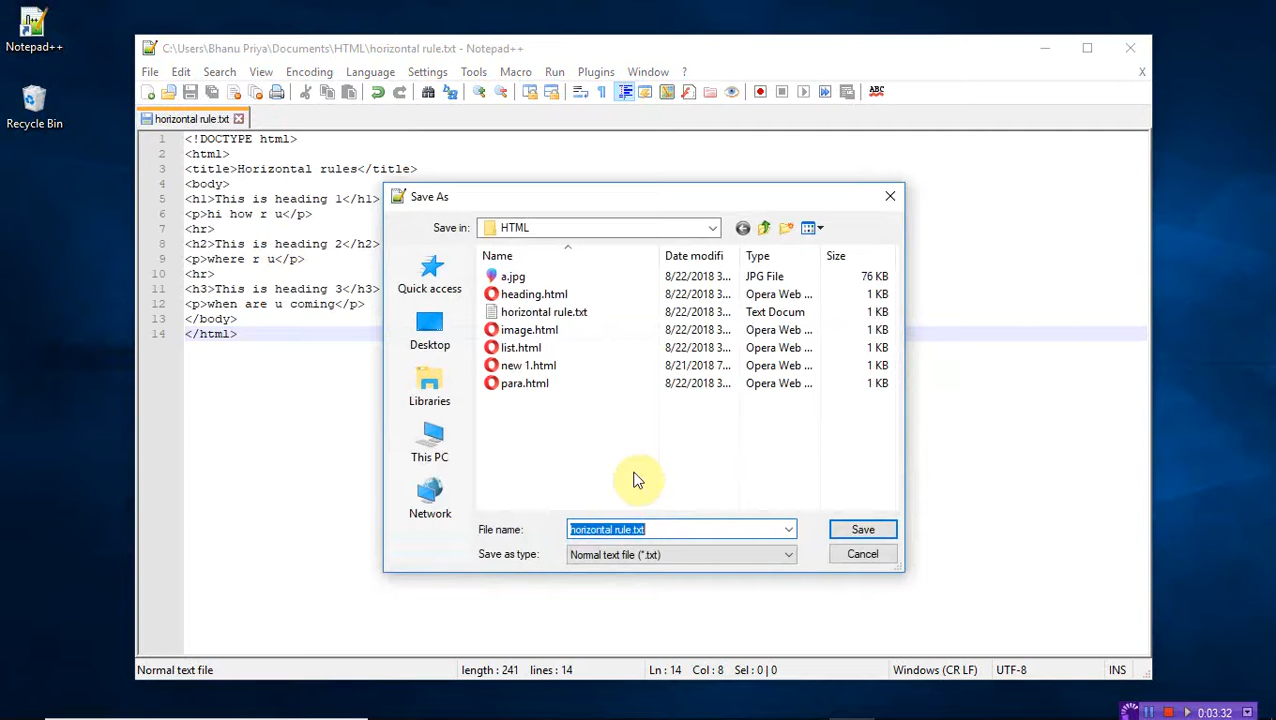 Notepad++
Recycle Bin
C:\Users\Bhanu Priya\Documents\HTML\horizontal rule.txt - Notepad++
File Edit Search View Encoding Language Settings Tools Macro Run Plugins Window ? X
ABC
horizontal rule.txt
1 <!DOCTYPE html>
2 <html>
3 <title>Horizontal rules</title>
4 <body>
5 <h1>This is heading 1</h1>
6 <p>hi how r u</p>
7 <hr>
8 <h2>This is heading 2</h2>
9 <p>where r u</p>
10 <hr>
11 <h3>This is heading 3</h3>
12 <p>when are u coming</p>
13 </body>
14 </html>
Save As
Save in: HTML
Name Date modifi Type Size
a.jpg 8/22/2018 3... JPG File 76 KB
heading.html 8/22/2018 3... Opera Web ... 1 KB
horizontal rule.txt 8/22/2018 3... Text Docum 1 KB
image.html 8/22/2018 3... Opera Web ... 1 KB
list.html 8/22/2018 3... Opera Web ... 1 KB
new 1.html 8/21/2018 7... Opera Web ... 1 KB
para.html 8/22/2018 3... Opera Web ... 1 KB
Quick access
Desktop
Libraries
This PC
Network
File name: horizontal rule.txt Save
Save as type: Normal text file (*.txt) Cancel
Normal text file length : 241 lines : 14 Ln : 14 Col : 8 Sel : 0 | 0 Windows (CR LF) UTF-8 INS
0:03.32